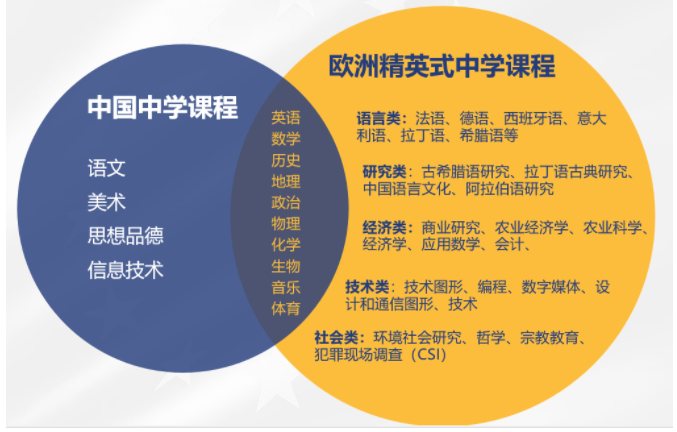 中国中学课程
语文
美术
思想品德
信息技术
英语
数学
历史
地理
政治
物理
化学
生物
音乐
体育
欧洲精英式中学课程
语言类：法语、德语、西班牙语、意大
利语、拉丁语、希腊语等
研究类：古希腊语研究、拉丁语古典研究、
中国语言文化、阿拉伯语研究
经济类：商业研究、农业经济学、农业科学、
经济学、应用数学、会计、
技术类：技术图形、编程、数字媒体、设
计和通信图形、技术
社会类：环境社会研究、哲学、宗教教育、
犯罪现场调查（CSI）